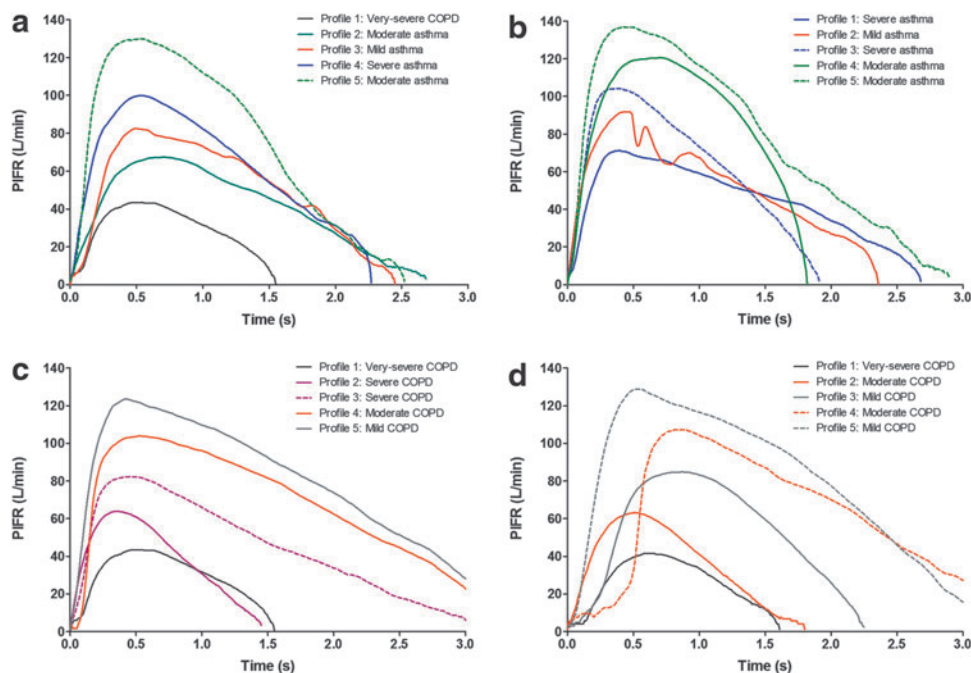 a
Profile 1: Very-severe COPD
Profile 2: Moderate asthma
Profile 3: Mild asthma
Profile 4: Severe asthma
Profile 5: Moderate asthma
PIFR (L/min)
140
120
100
80
60
40
20
0
0.0 0.5 1.0 1.5 2.0 2.5 3.0
Time (s)
b
Profile 1: Severe asthma
Profile 2: Mild asthma
Profile 3: Severe asthma
Profile 4: Moderate asthma
Profile 5: Moderate asthma
PIFR (L/min)
140
120
100
80
60
40
20
0
0.0 0.5 1.0 1.5 2.0 2.5 3.0
Time (s)
c
Profile 1: Very-severe COPD
Profile 2: Severe COPD
Profile 3: Severe COPD
Profile 4: Moderate COPD
Profile 5: Mild COPD
PIFR (L/min)
140
120
100
80
60
40
20
0
0.0 0.5 1.0 1.5 2.0 2.5 3.0
Time (s)
d
Profile 1: Very-severe COPD
Profile 2: Moderate COPD
Profile 3: Mild COPD
Profile 4: Moderate COPD
Profile 5: Mild COPD
PIFR (L/min)
140
120
100
80
60
40
20
0
0.0 0.5 1.0 1.5 2.0 2.5 3.0
Time (s)